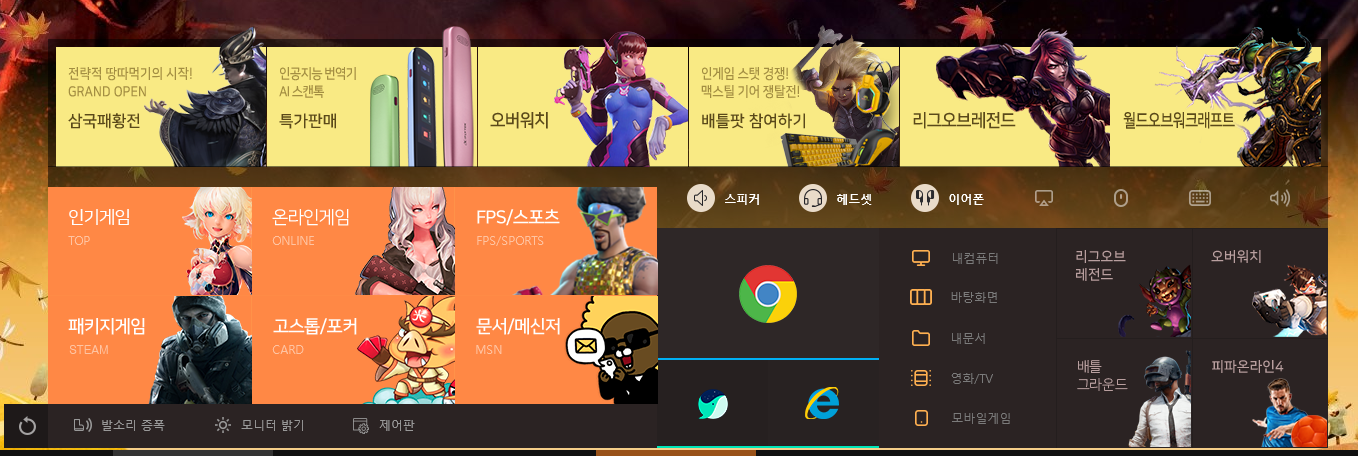 전략적 땅따먹기의 시작!
GRAND OPEN
삼국패황전
인공지능 번역기
AI 스캔톡
특가판매
오버워치
인게임 스탯 경쟁!
맥스틸 기어 쟁탈전!
배틀팟 참여하기
리그오브레전드
월드오브워크래프트
스피커
헤드셋
이어폰
인기게임
TOP
온라인게임
ONLINE
FPS/스포츠
FPS/SPORTS
패키지게임
STEAM
고스톱/포커
CARD
문서/메신저
MSN
내컴퓨터
바탕화면
내문서
영화/TV
모바일게임
리그오브
레전드
오버워치
배틀
그라운드
피파온라인4
발소리 증폭
모니터 밝기
제어판